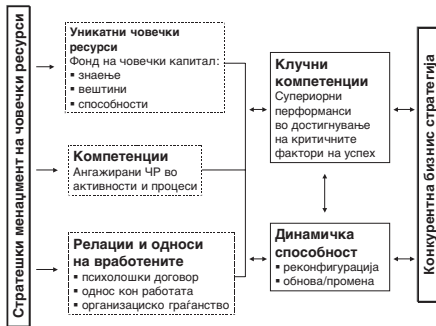 Стратешки менаџмент на човечки ресурси
Уникатни човечки
ресурси
Фонд на човечки капитал:
▪ знаење
▪ вештини
▪ способности
Компетенции
Ангажирани ЧР во
активности и процеси
Релации и односи
на вработените
▪ психолошки договор
▪ однос кон работата
▪ организациско граѓанство
Клучни
компетенции
Супериорни
перформанси
во достигнување
на критичните
фактори на успех
Динамичка
способност
▪ реконфигурација
▪ обнова/промена
Конкурентна бизнис стратегија